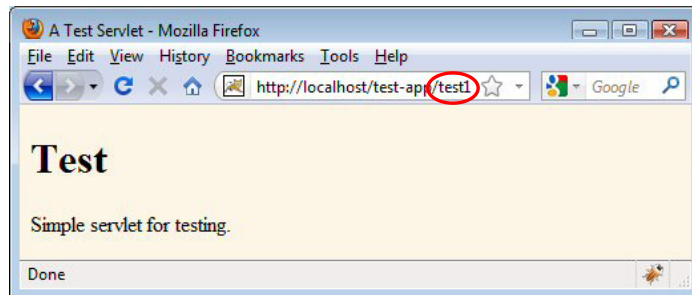 A Test Servlet - Mozilla Firefox
File Edit View History Bookmarks Tools Help
http://localhost/test-app/test1 Google
Test
Simple servlet for testing.
Done